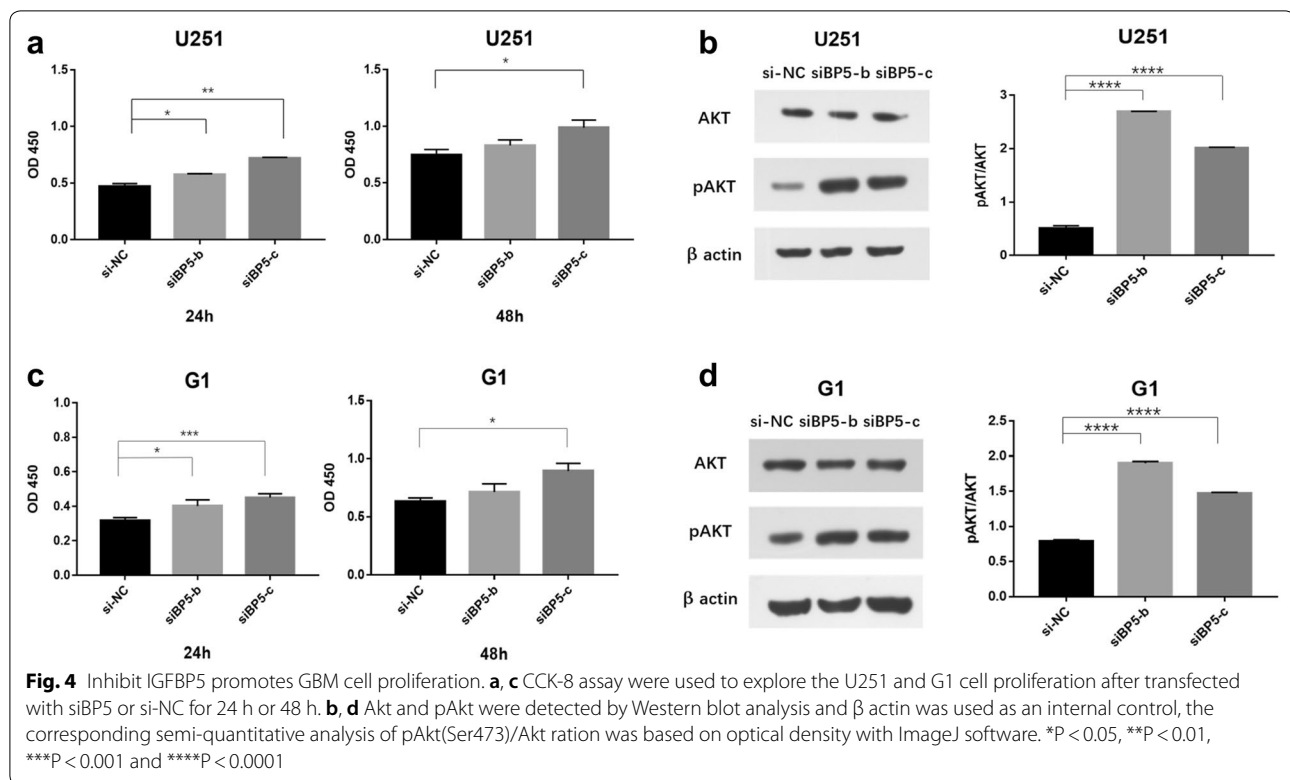 a
U251
**
*
OD 450
1.5
1.0
0.5
0.0
si-NC
siBP5-b
siBP5-c
24h
U251
*
OD 450
1.5
1.0
0.5
0.0
si-NC
siBP5-b
siBP5-c
48h
b
U251
si-NC siBP5-b siBP5-c
AKT
pAKT
β actin
U251
****
****
pAKT/AKT
3
2
1
0
si-NC
siBP5-b
siBP5-c
c
G1
***
*
OD 450
1.0
0.8
0.6
0.4
0.2
0.0
si-NC
siBP5-b
siBP5-c
24h
G1
*
OD 450
1.5
1.0
0.5
0.0
si-NC
siBP5-b
siBP5-c
48h
d
G1
si-NC siBP5-b siBP5-c
AKT
pAKT
β actin
G1
****
****
pAKT/AKT
2.5
2.0
1.5
1.0
0.5
0.0
si-NC
siBP5-b
siBP5-c
Fig. 4 Inhibit IGFBP5 promotes GBM cell proliferation. a, c CCK-8 assay were used to explore the U251 and G1 cell proliferation after transfected
with siBP5 or si-NC for 24 h or 48 h. b, d Akt and pAkt were detected by Western blot analysis and β actin was used as an internal control, the
corresponding semi-quantitative analysis of pAkt(Ser473)/Akt ration was based on optical density with ImageJ software. *P < 0.05, **P < 0.01,
***P < 0.001 and ****P < 0.0001